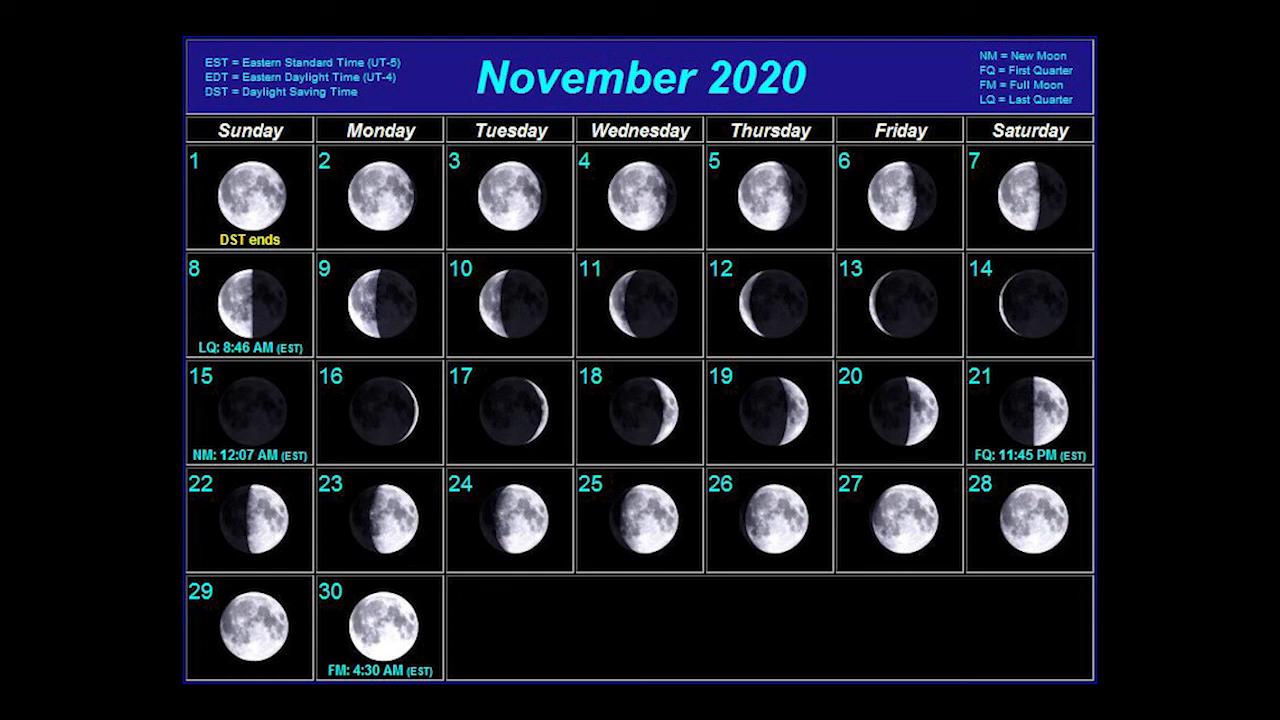 EST = Eastern Standard Time (UT-5)
EDT = Eastern Daylight Time (UT-4)
DST = Daylight Saving Time
November 2020
NM = New Moon
FQ = First Quarter
FM = Full Moon
LQ = Last Quarter
Sunday Monday Tuesday Wednesday Thursday Friday Saturday
1 2 3 4 5 6 7
DST ends
8 9 10 11 12 13 14
LQ: 8:46 AM (EST)
15 16 17 18 19 20 21
NM: 12:07 AM (EST) FQ: 11:45 PM (EST)
22 23 24 25 26 27 28
29 30
FM: 4:30 AM (EST)